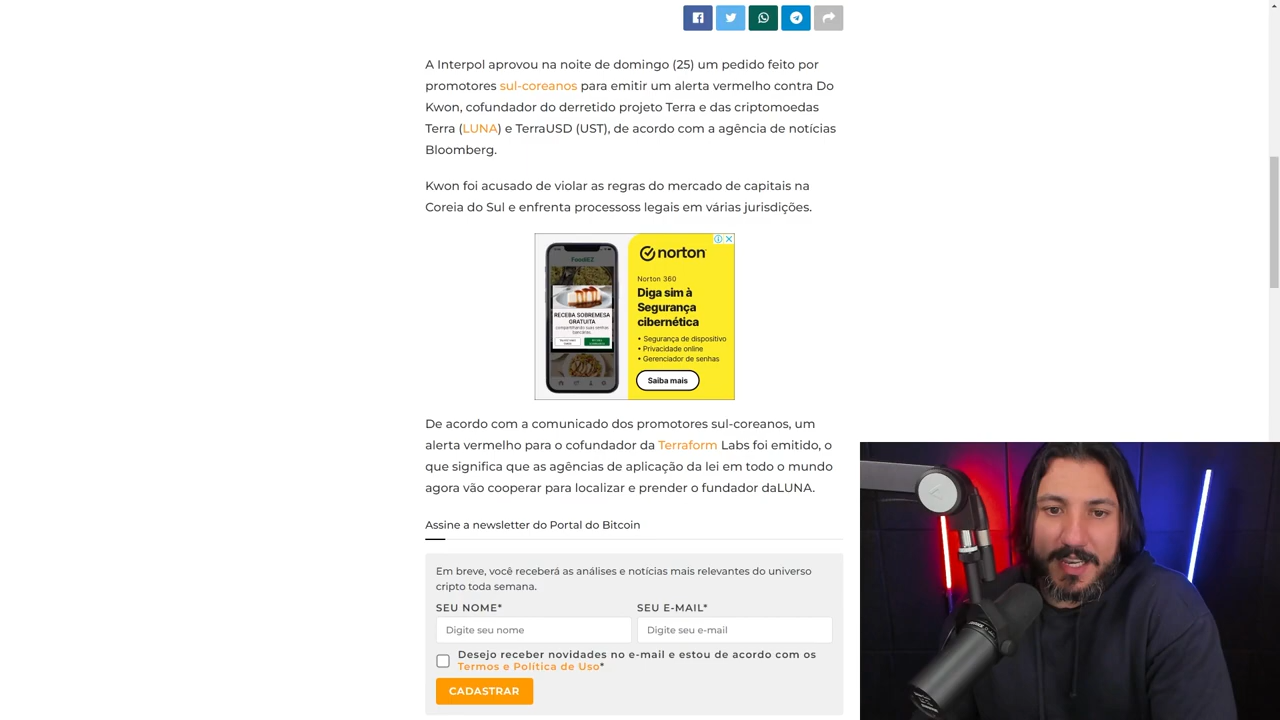 A Interpol aprovou na noite de domingo (25) um pedido feito por
promotores sul-coreanos para emitir um alerta vermelho contra Do
Kwon, cofundador do derretido projeto Terra e das criptomoedas
Terra (LUNA) e TerraUSD (UST), de acordo com a agência de notícias
Bloomberg.
Kwon foi acusado de violar as regras do mercado de capitais na
Coreia do Sul e enfrenta processoss legais em várias jurisdições.
FoodEZ
RECEBA SOBREMESA
GRATUITA
norton
Norton 360
Diga sim à
Segurança
cibernética
• Segurança de dispositivo
• Privacidade online
• Gerenciador de senhas
Saiba mais
De acordo com a comunicado dos promotores sul-coreanos, um
alerta vermelho para o cofundador da Terraform Labs foi emitido, o
que significa que as agências de aplicação da lei em todo o mundo
agora vão cooperar para localizar e prender o fundador daLUNA.
Assine a newsletter do Portal do Bitcoin
Em breve, você receberá as análises e notícias mais relevantes do universo
cripto toda semana.
SEU NOME* SEU E-MAIL*
Digite seu nome Digite seu e-mail
Desejo receber novidades no e-mail e estou de acordo com os
Termos e Política de Uso*
CADASTRAR